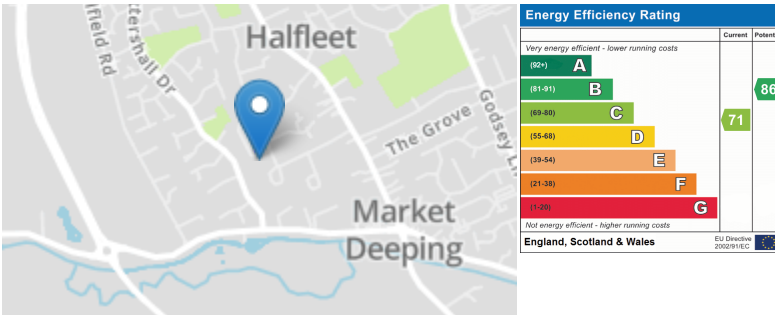 Halfleet
The Grove
Market
Deeping
Energy Efficiency Rating
Current
Very energy efficient - lower running costs
(92+) A
(81-91) B
86
(69-80) C
71
(55-68) D
(39-54) E
(21-38) F
(1-20) G
Not energy efficient - higher running costs
England, Scotland & Wales
EU Directive
2002/91/EC